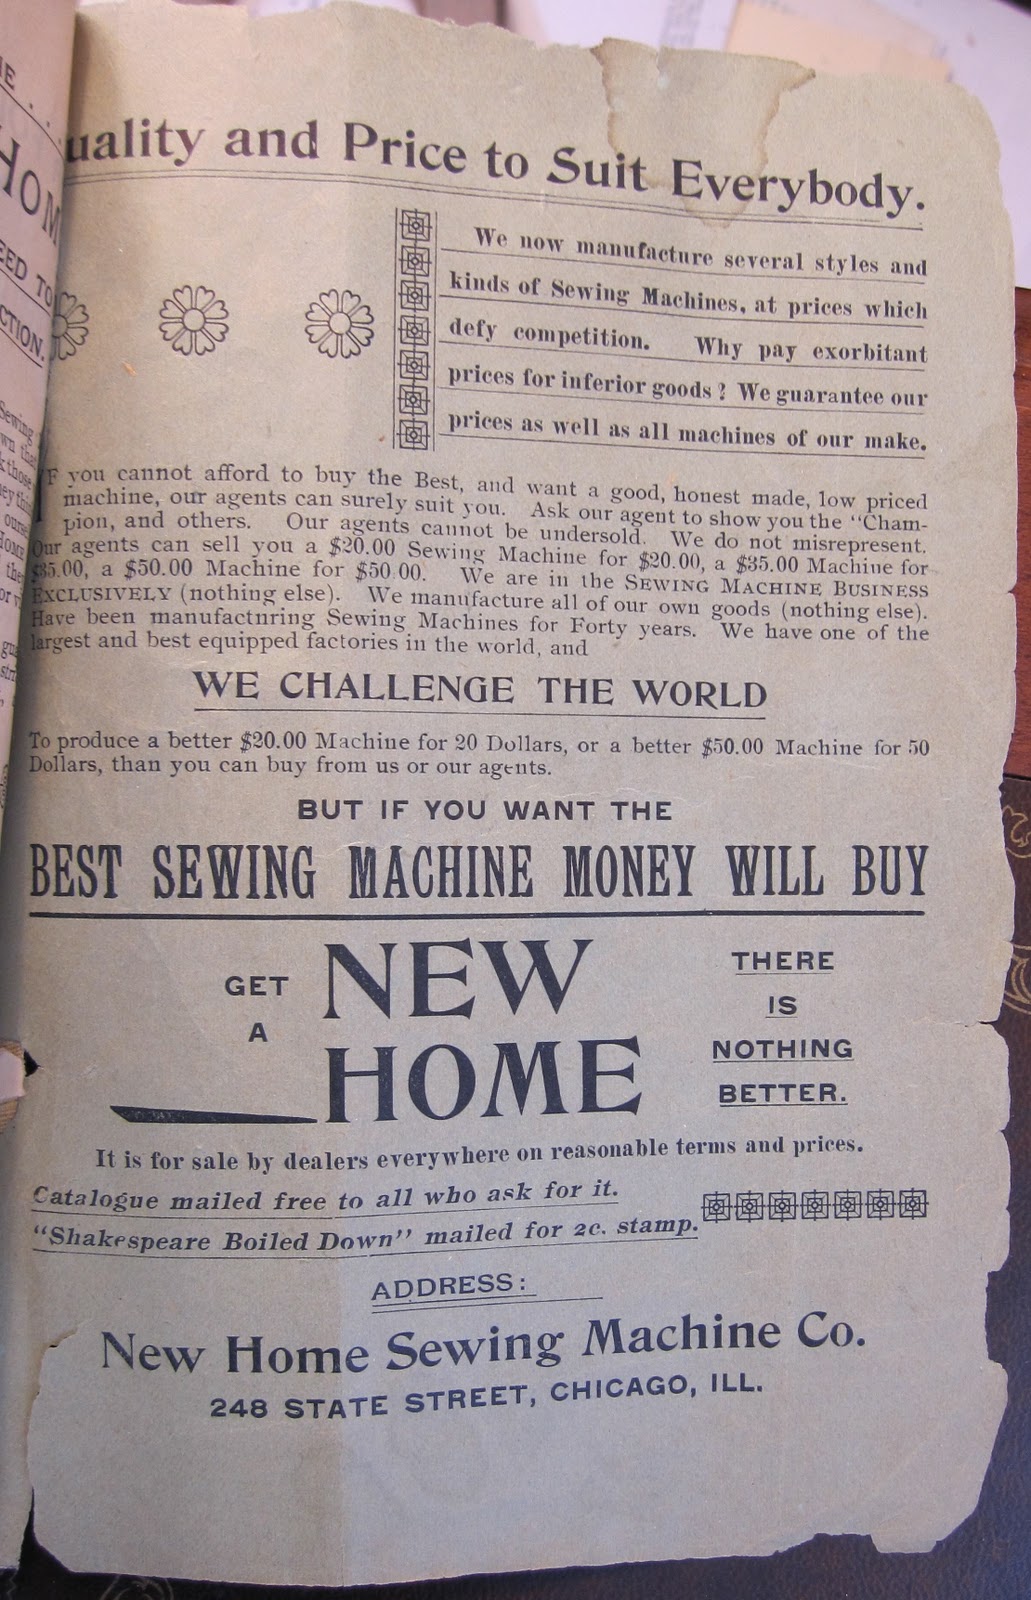 uality and Price to Suit Everybody.
We now manufacture several styles and
kinds of Sewing Machines, at prices which
defy competition. Why pay exorbitant
prices for inferior goods? We guarantee our
prices as well as all machines of our make.
IF you cannot afford to buy the Best, and want a good, honest made, low priced
machine, our agents can surely suit you. Ask our agent to show you the "Cham-
pion, and others. Our agents cannot be undersold. We do not misrepresent.
Our agents can sell you a $20.00 Sewing Machine for $20.00, a $35.00 Machine for
$35.00, a $50.00 Machine for $50.00. We are in the SEWING MACHINE BUSINESS
EXCLUSIVELY (nothing else). We manufacture all of our own goods (nothing else).
Have been manufacturing Sewing Machines for Forty years. We have one of the
largest and best equipped factories in the world, and
WE CHALLENGE THE WORLD
To produce a better $20.00 Machine for 20 Dollars, or a better $50.00 Machine for 50
Dollars, than you can buy from us or our agents.
BUT IF YOU WANT THE
BEST SEWING MACHINE MONEY WILL BUY
GET A
NEW HOME
THERE
IS
NOTHING
BETTER.
It is for sale by dealers everywhere on reasonable terms and prices.
Catalogue mailed free to all who ask for it.
"Shakespeare Boiled Down" mailed for 2c. stamp.
ADDRESS:
New Home Sewing Machine Co.
248 STATE STREET, CHICAGO, ILL.